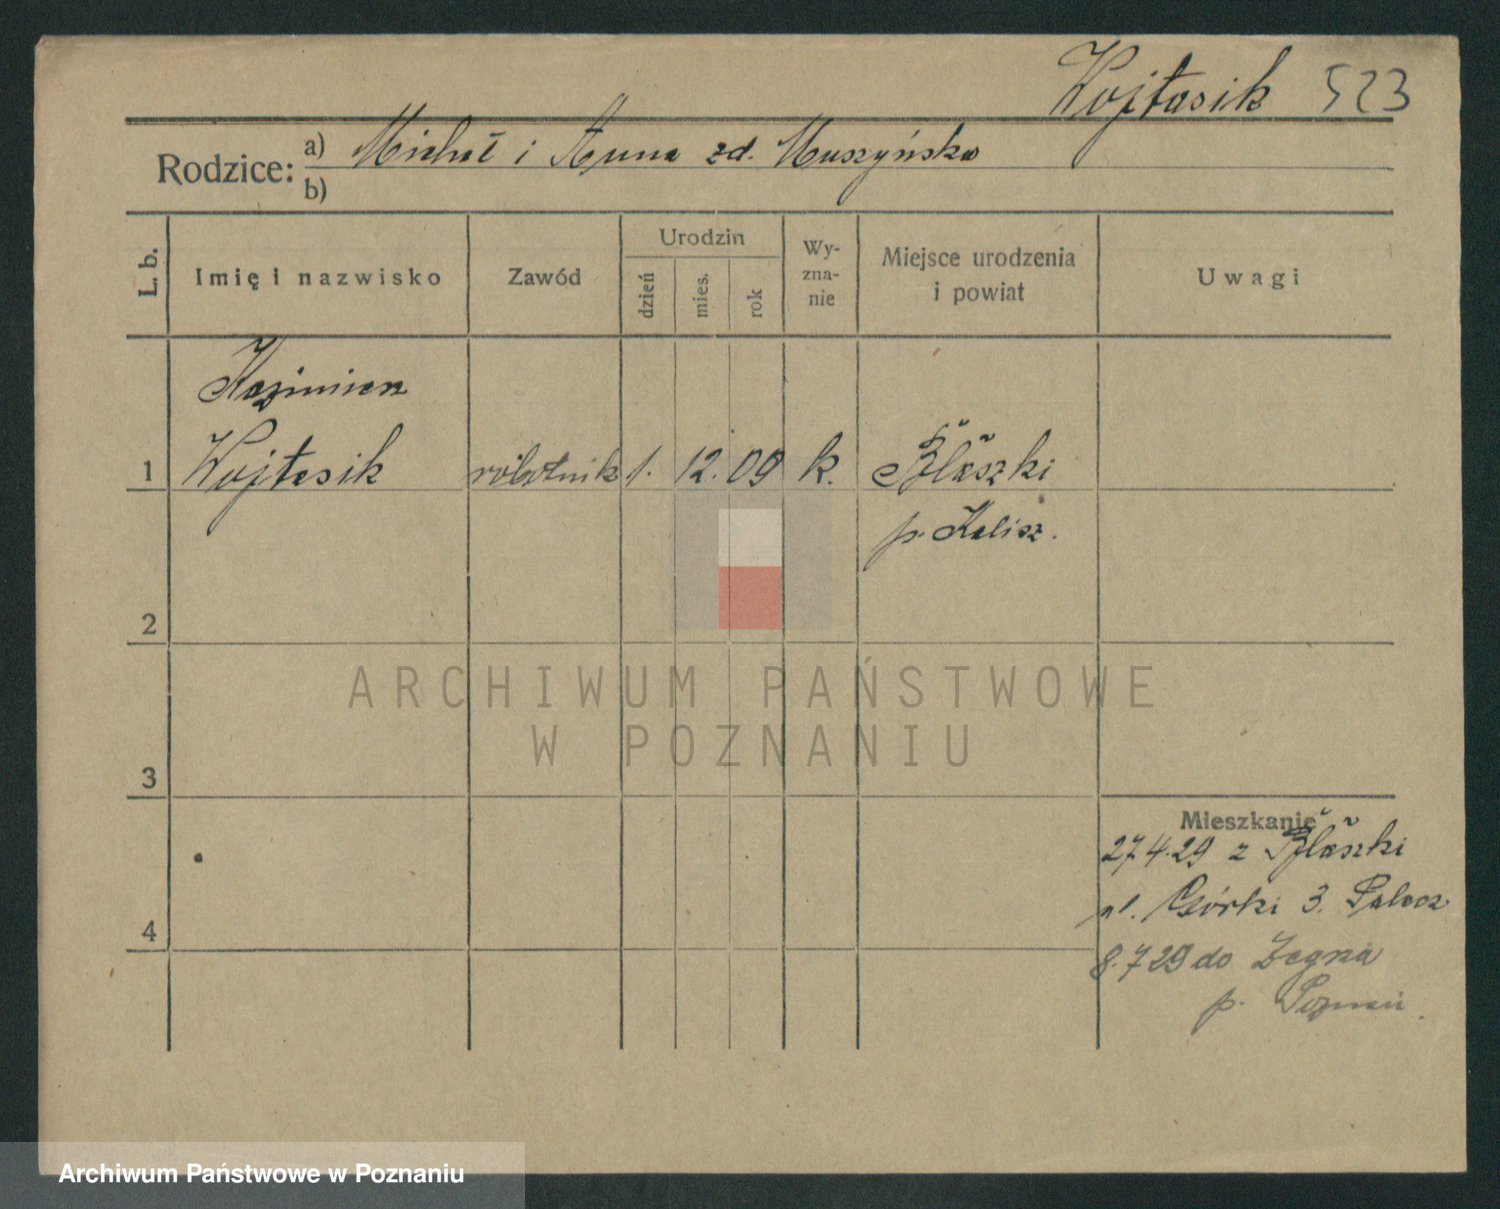 Wojtasik 523
Rodzice: a) Michał i Anna zd. Muszyńska
b)
L. b.
Imię i nazwisko
Zawód
Urodzin
dzień
mies.
rok
Wy-
zna-
nie
Miejsce urodzenia
i powiat
Uwagi
Kazimierz
1 Wojtasik robotnik 1. 12. 09 k. Błaszki
p. Kalisz.
2
ARCHIWUM PAŃSTWOWE
W POZNANIU
3
Mieszkanie
27.4.29 z Błaszki
Górki 3.
4
8.7 29 do
p. Poznań.
Archiwum Państwowe w Poznaniu